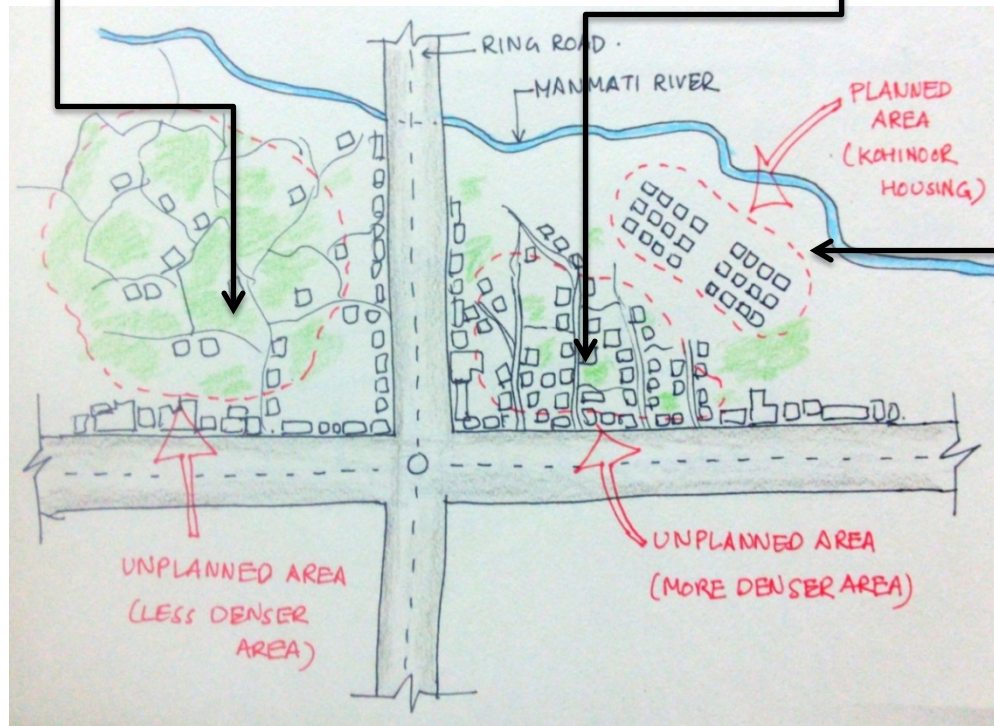 RING ROAD.
MANMATI RIVER
PLANNED
AREA
(KOHINOOR
HOUSING)
UNPLANNED AREA
(LESS DENSER
AREA)
UNPLANNED AREA
(MORE DENSER AREA)